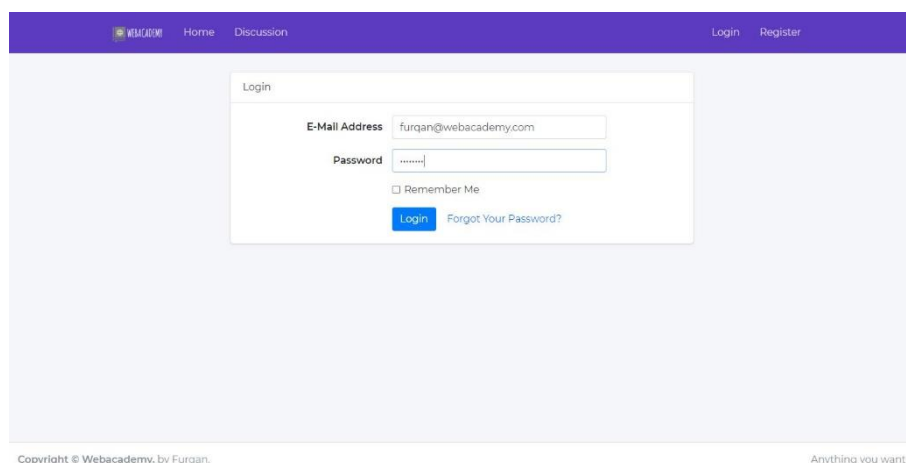 WEBACADEMY Home Discussion Login Register
Login
E-Mail Address furqan@webacademy.com
Password ········
Remember Me
Login Forgot Your Password?
Copyright © Webacademy. by Furqan. Anything you want